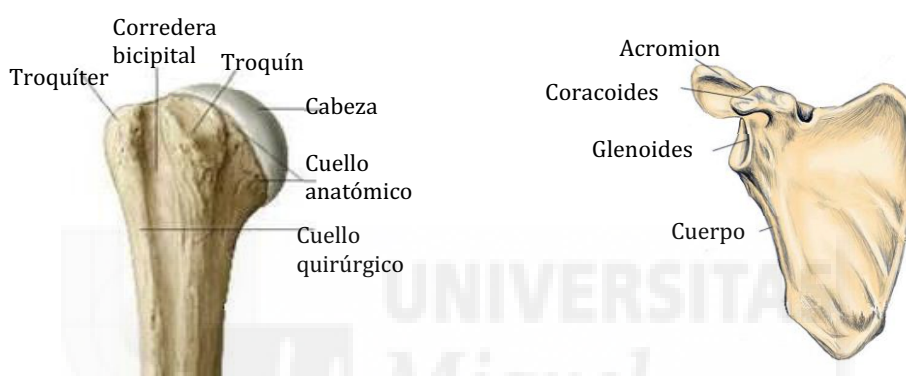 Corredera
bicipital
Troquín
Troquíter
Cabeza
Cuello
anatómico
Cuello
quirúrgico
Acromion
Coracoides
Glenoides
Cuerpo
UNIVERSITAS
Miguel